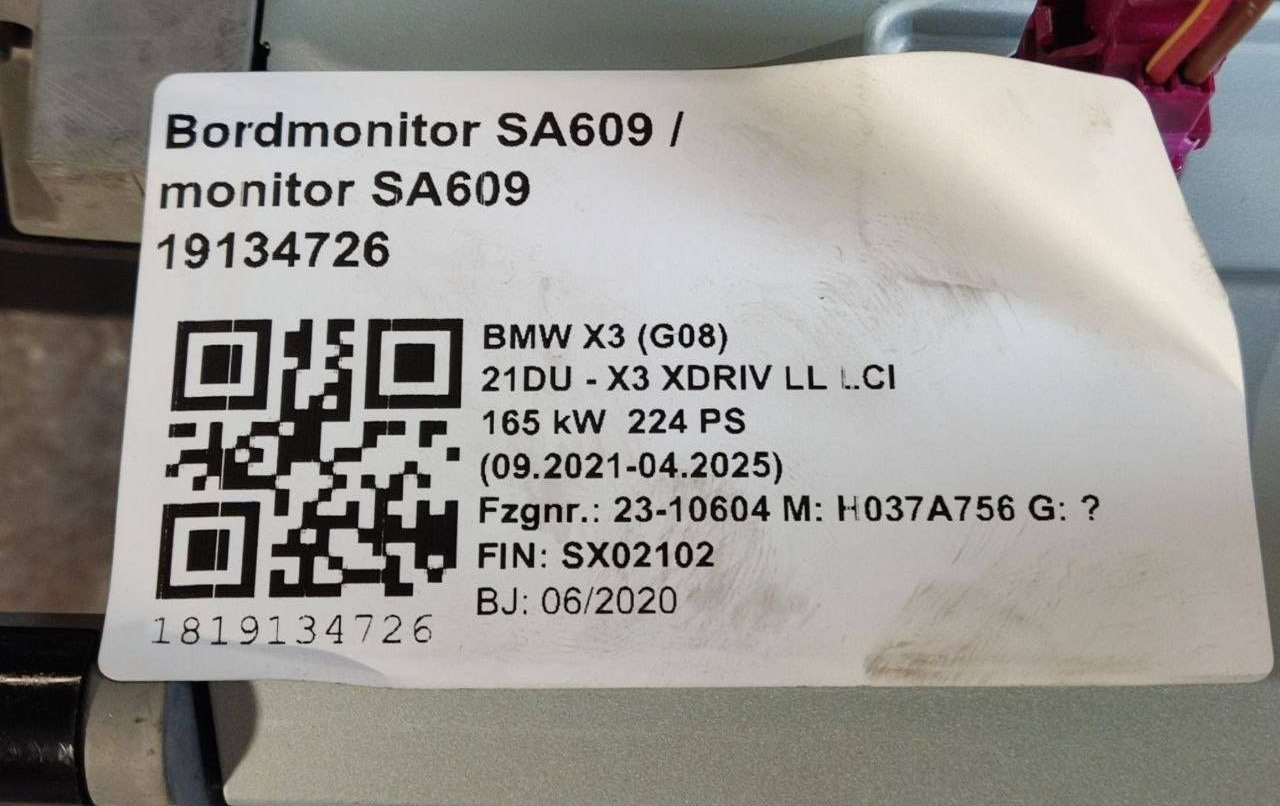 Bordmonitor SA609 /
monitor SA609
19134726
BMW X3 (G08)
21DU - X3 XDRIV LL LCI
165 kW 224 PS
(09.2021-04.2025)
Fzgnr.: 23-10604 M: H037A756 G: ?
FIN: SX02102
BJ: 06/2020
1819134726